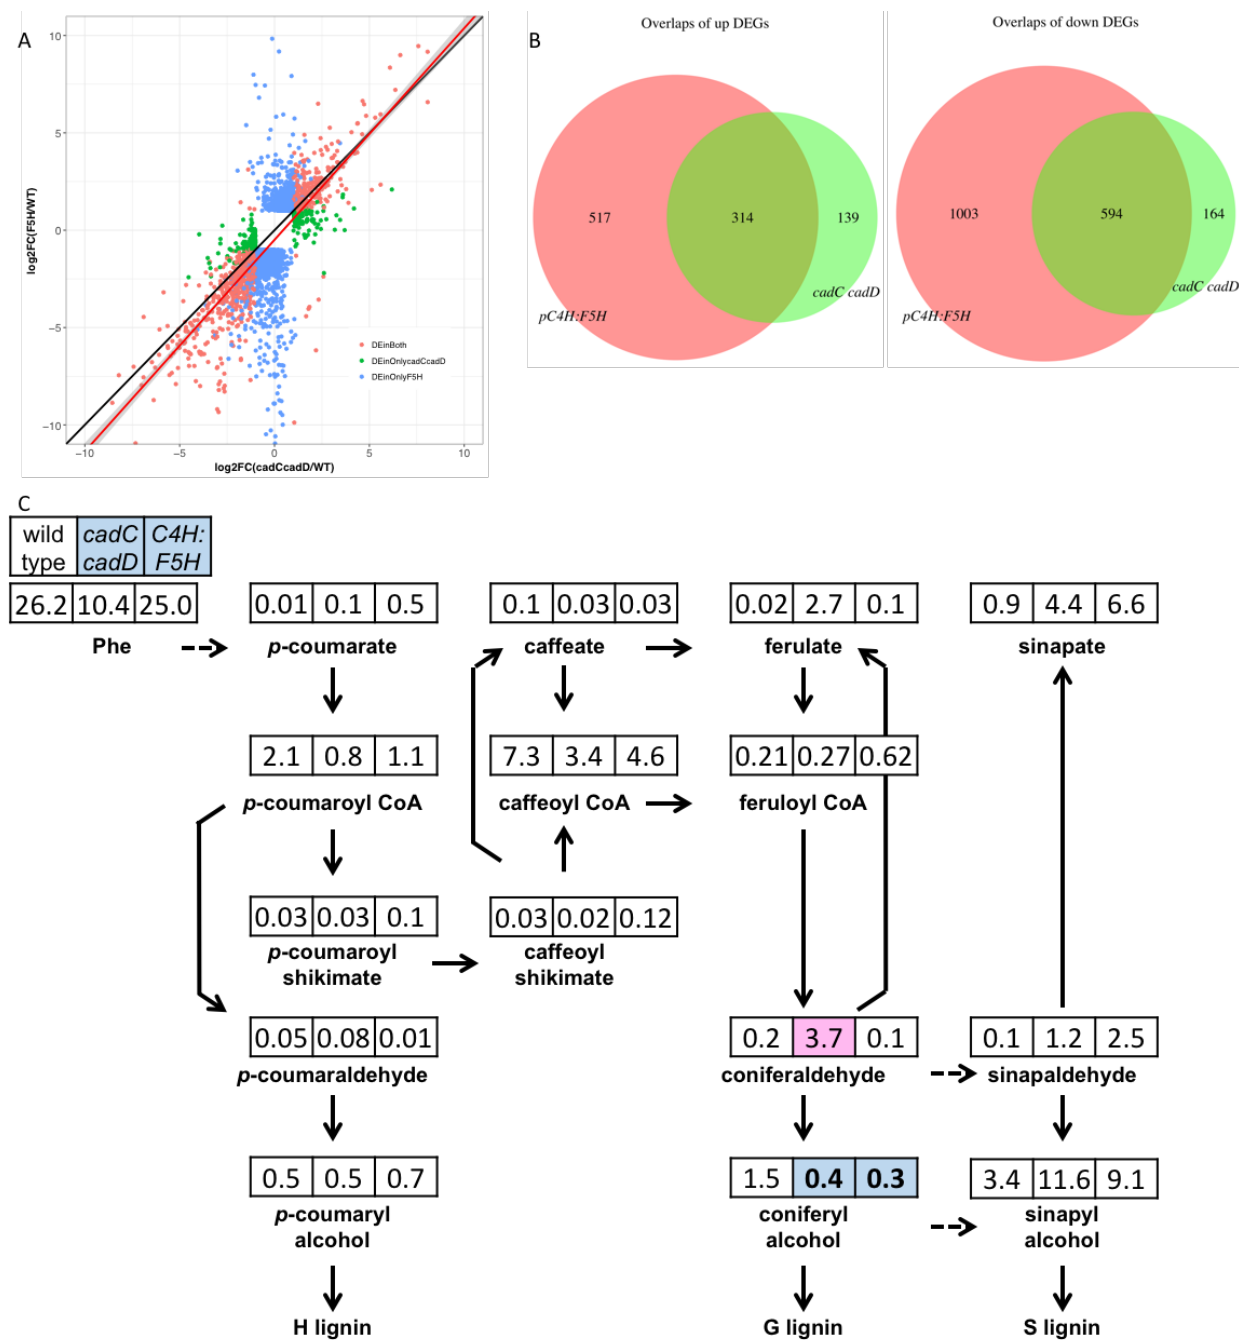 A
10
5
0
−5
−10
−10
−5
0
5
10
log2FC(F5H/WT)
log2FC(cadCcadD/WT)
DEinBoth
DEinOnlycadCcadD
DEinOnlyF5H
B
Overlaps of up DEGs
517
314
139
cadC cadD
pC4H:F5H
Overlaps of down DEGs
1003
594
164
cadC cadD
pC4H:F5H
C
wild type cadC cadD C4H: F5H
26.2 10.4 25.0
Phe
0.01 0.1 0.5
p-coumarate
0.1 0.03 0.03
caffeate
0.02 2.7 0.1
ferulate
0.9 4.4 6.6
sinapate
2.1 0.8 1.1
p-coumaroyl CoA
7.3 3.4 4.6
caffeoyl CoA
0.21 0.27 0.62
feruloyl CoA
0.03 0.03 0.1
p-coumaroyl
shikimate
0.03 0.02 0.12
caffeoyl
shikimate
0.05 0.08 0.01
p-coumaraldehyde
0.2 3.7 0.1
coniferaldehyde
0.1 1.2 2.5
sinapaldehyde
0.5 0.5 0.7
p-coumaryl
alcohol
1.5 0.4 0.3
coniferyl
alcohol
3.4 11.6 9.1
sinapyl
alcohol
H lignin
G lignin
S lignin